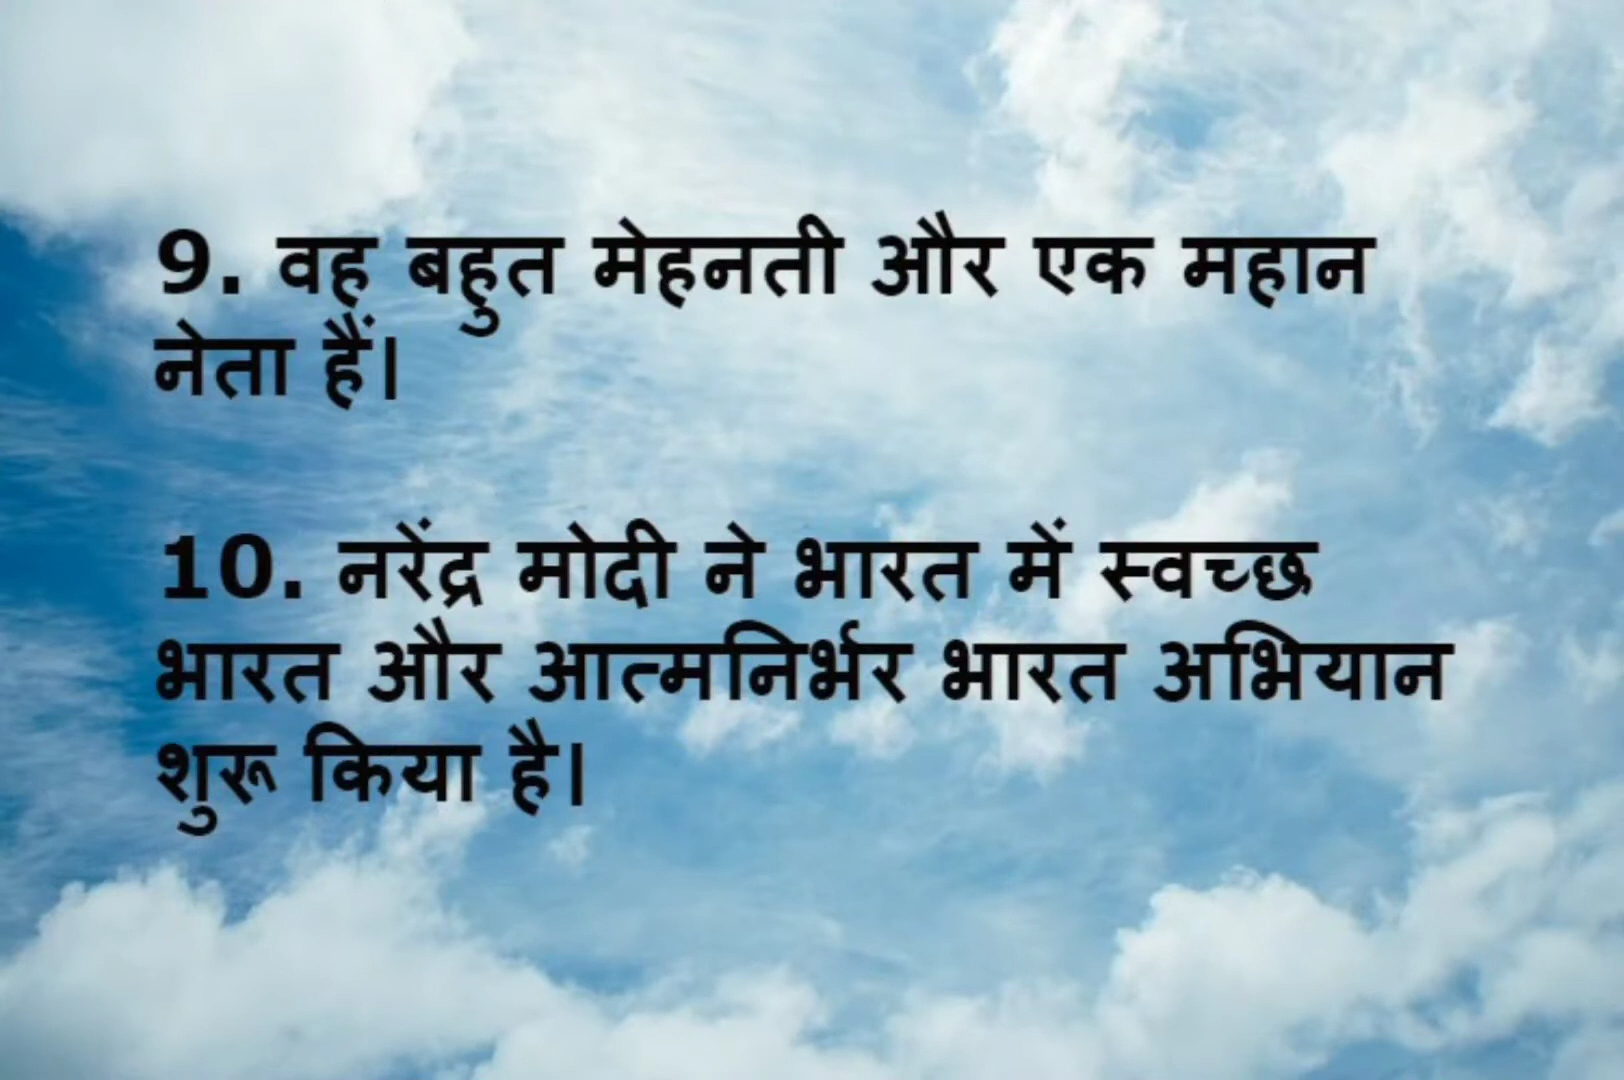 9. वह बहुत मेहनती और एक महान
नेता हैं।
10. नरेंद्र मोदी ने भारत में स्वच्छ
भारत और आत्मनिर्भर भारत अभियान
शुरू किया है।